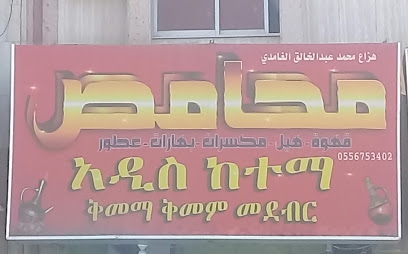 هزاع محمد عبدالخالق الغامدي
محامص
قهوة - هيل - مكسرات - بهارات - عطور
0556753402
አዲስ ከተማ
ቅመማ ቅመም መደብር